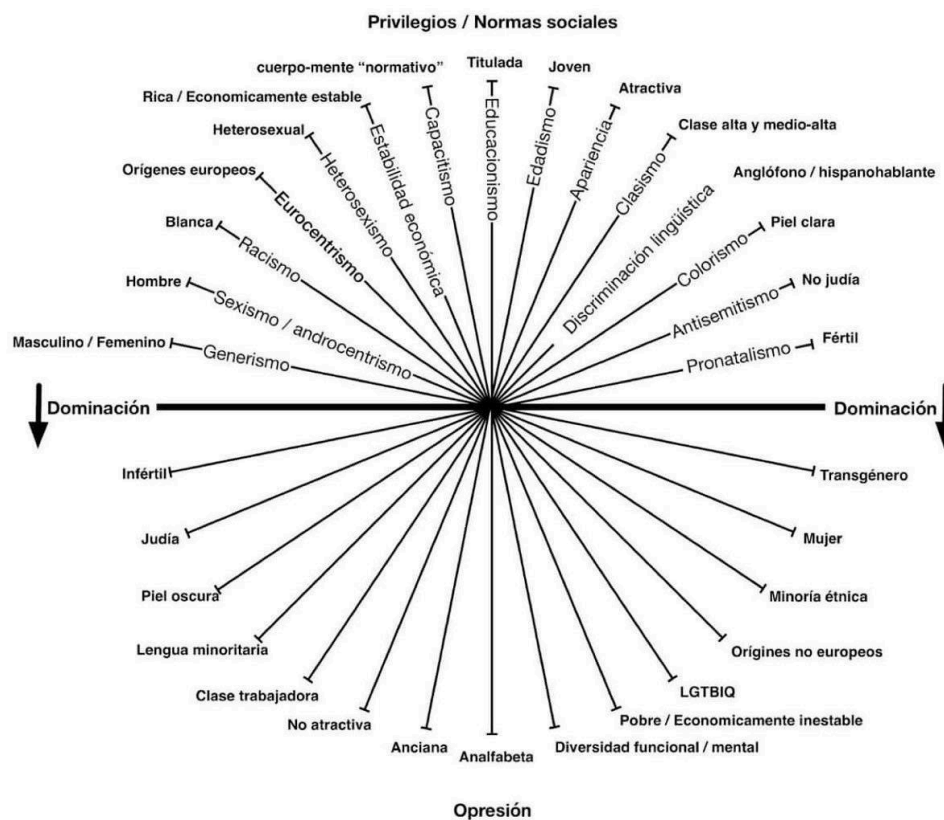 Privilegios / Normas sociales
Titulada
cuerpo-mente “normativo”
Joven
Rica / Economicamente estable
Atractiva
Heterosexual
Clase alta y medio-alta
Orígenes europeos
Anglófono / hispanohablante
Blanca
Piel clara
Hombre
No judía
Masculino / Femenino
Fértil
Generismo
Sexismo / androcentrismo
Racismo
Eurocentrismo
Heterosexismo
Estabilidad económica
Capacitismo
Educacionismo
Edadismo
Apariencia
Clasismo
Discriminación lingüística
Colorismo
Antisemitismo
Pronatalismo
Dominación
Dominación
Infértil
Transgénero
Judía
Mujer
Piel oscura
Minoría étnica
Lengua minoritaria
Orígines no europeos
Clase trabajadora
LGTBIQ
No atractiva
Pobre / Economicamente inestable
Anciana
Analfabeta
Diversidad funcional / mental
Opresión